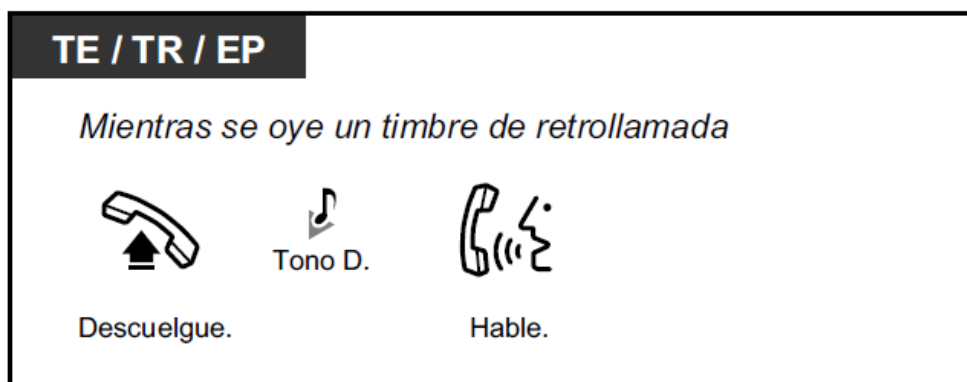 TE / TR / EP
Mientras se oye un timbre de retrollamada
Tono D.
Descuelgue.
Hable.